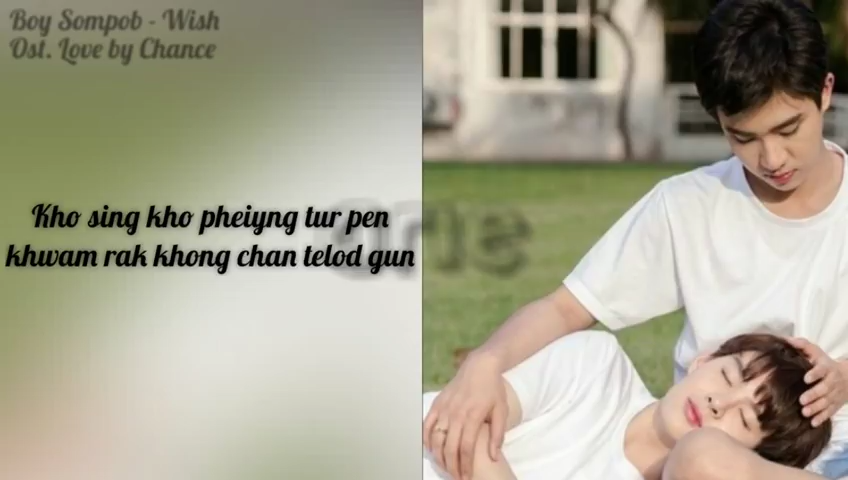 Boy Sompob - Wish
Ost. Love by Chance
Kho sing kho pheiyng tur pen
khwam rak khong chan telod gun